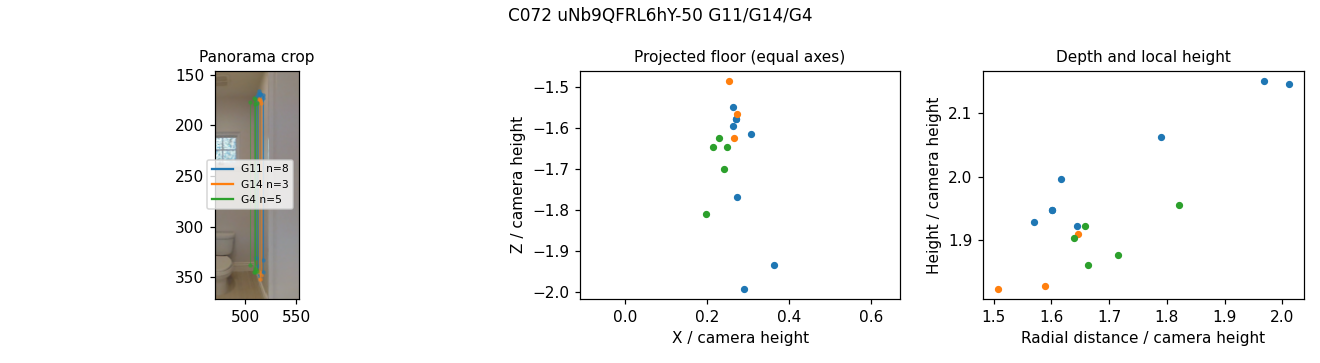 C072 uNb9QFRL6hY-50 G11/G14/G4
Panorama crop
150
200
250
300
350
500 550
G11 n=8
G14 n=3
G4 n=5
Projected floor (equal axes)
Z / camera height
−1.5
−1.6
−1.7
−1.8
−1.9
−2.0
0.0 0.2 0.4 0.6
X / camera height
Depth and local height
Height / camera height
2.1
2.0
1.9
1.5 1.6 1.7 1.8 1.9 2.0
Radial distance / camera height